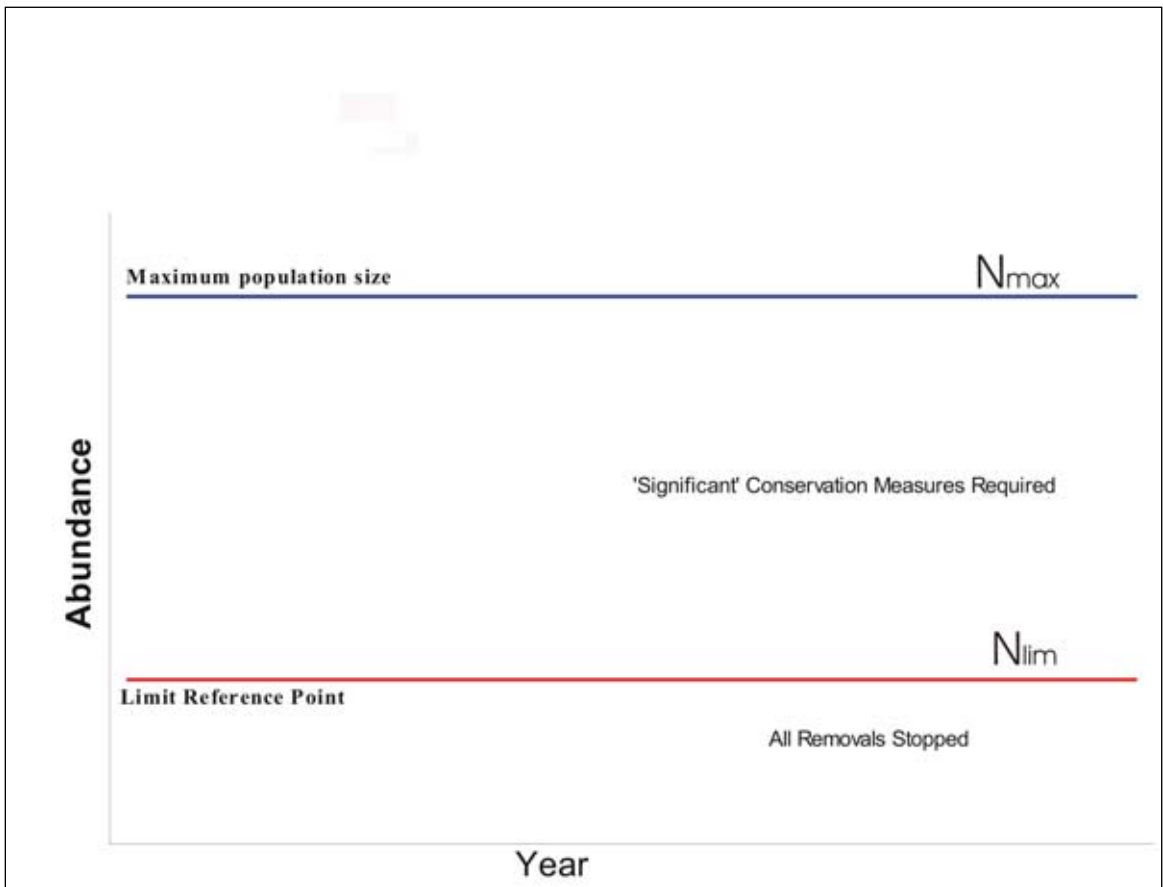 Maximum population size
Nmax
Abundance
'Significant' Conservation Measures Required
Nlim
Limit Reference Point
All Removals Stopped
Year